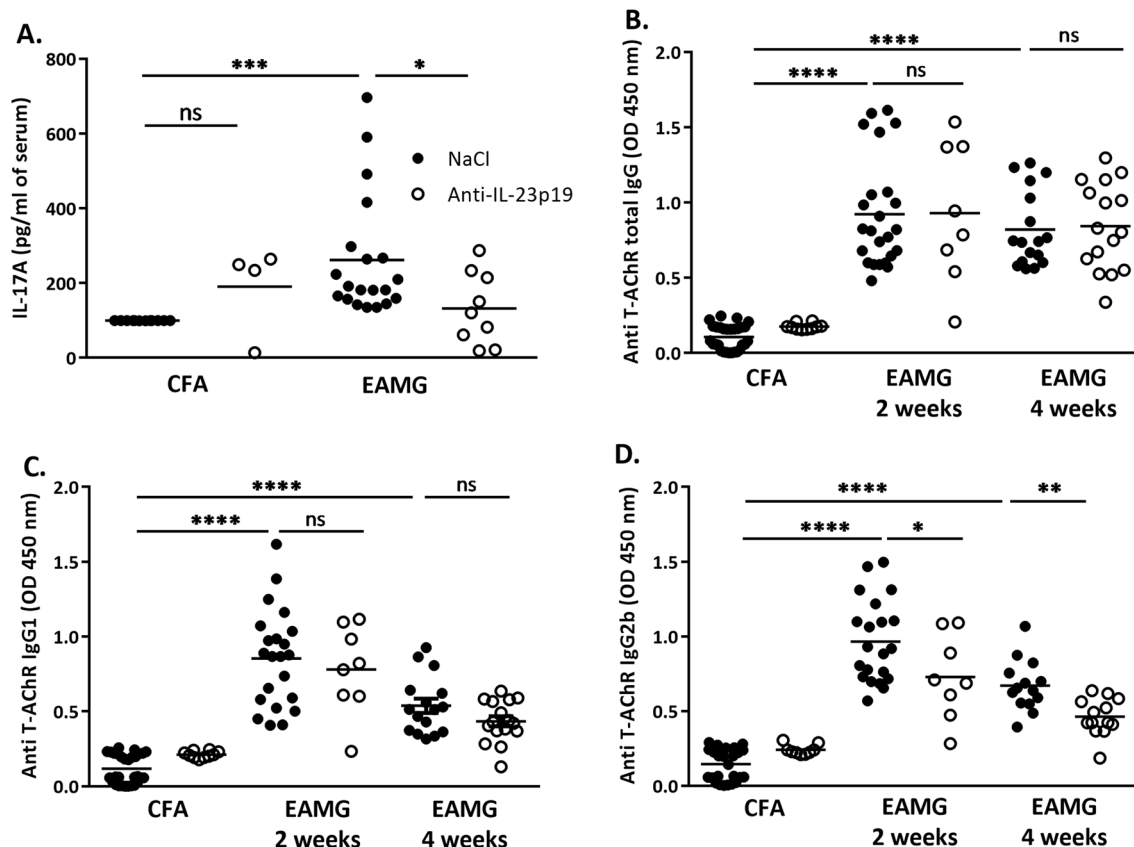 A.
IL-17A (pg/ml of serum)
800
600
400
200
0
***
*
ns
NaCl
Anti-IL-23p19
CFA
EAMG
B.
Anti T-AChR total IgG (OD 450 nm)
2.0
1.5
1.0
0.5
0.0
****
ns
****
ns
CFA
EAMG
2 weeks
EAMG
4 weeks
C.
Anti T-AChR IgG1 (OD 450 nm)
2.0
1.5
1.0
0.5
0.0
****
ns
****
ns
CFA
EAMG
2 weeks
EAMG
4 weeks
D.
Anti T-AChR IgG2b (OD 450 nm)
2.0
1.5
1.0
0.5
0.0
****
**
****
*
CFA
EAMG
2 weeks
EAMG
4 weeks